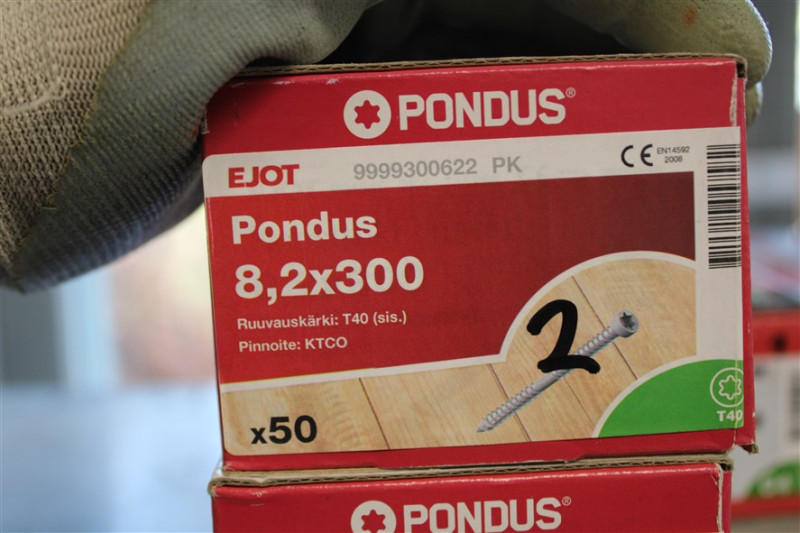 PONDUS®
EJOT 9999300622 PK CE EN14592
2008
Pondus
8,2x300
Ruuvauskärki: T40 (sis.)
Pinnoite: KTCO
2
x50
T40
PONDUS®